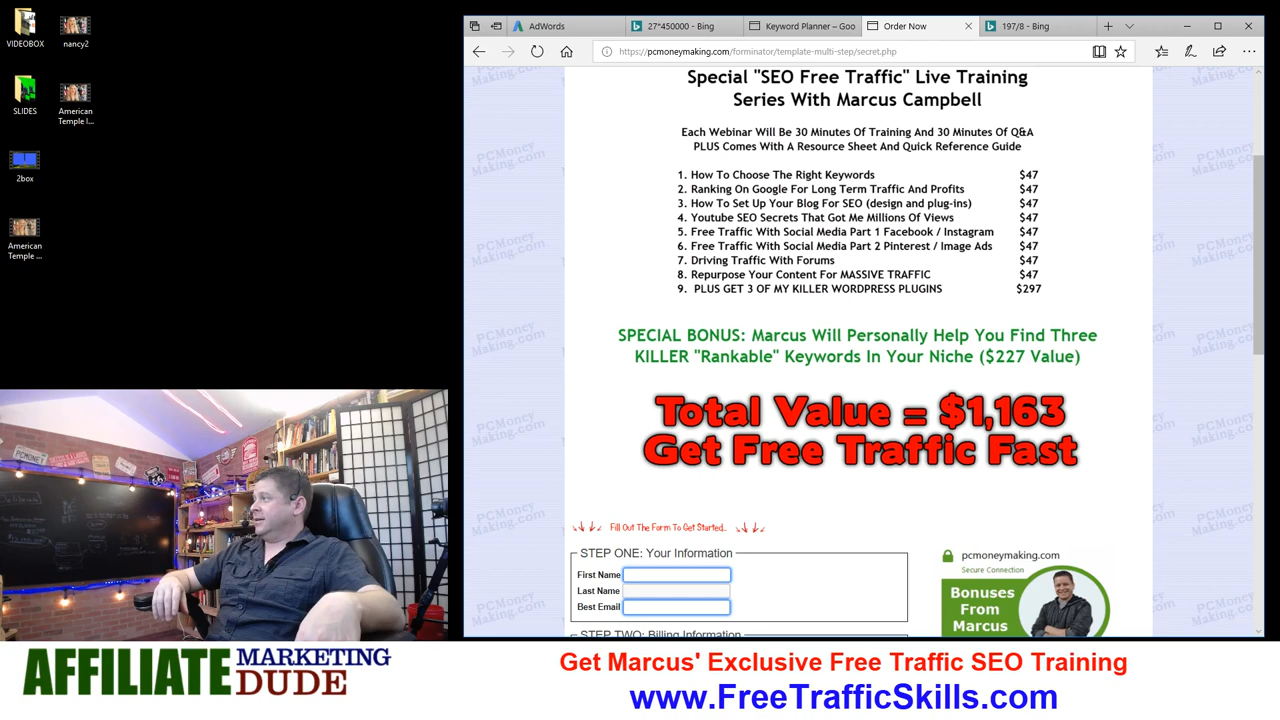 VIDEOBOX
nancy2
SLIDES
American
Temple I...
2box
American
Temple ...
AdWords
27*450000 - Bing
Keyword Planner – Goo
Order Now
197/8 - Bing
https://pcmoneymaking.com/forminator/template-multi-step/secret.php
Special "SEO Free Traffic" Live Training
Series With Marcus Campbell
Each Webinar Will Be 30 Minutes Of Training And 30 Minutes Of Q&A
PLUS Comes With A Resource Sheet And Quick Reference Guide
1. How To Choose The Right Keywords $47
2. Ranking On Google For Long Term Traffic And Profits $47
3. How To Set Up Your Blog For SEO (design and plug-ins) $47
4. Youtube SEO Secrets That Got Me Millions Of Views $47
5. Free Traffic With Social Media Part 1 Facebook / Instagram $47
6. Free Traffic With Social Media Part 2 Pinterest / Image Ads $47
7. Driving Traffic With Forums $47
8. Repurpose Your Content For MASSIVE TRAFFIC $47
9. PLUS GET 3 OF MY KILLER WORDPRESS PLUGINS $297
SPECIAL BONUS: Marcus Will Personally Help You Find Three
KILLER "Rankable" Keywords In Your Niche ($227 Value)
Total Value = $1,163
Get Free Traffic Fast
Fill Out The Form To Get Started...
STEP ONE: Your Information
First Name
Last Name
Best Email
STEP TWO: Billing Information
pcmoneymaking.com
Secure Connection
Bonuses
From
Marcus
PCMoney
Making.com
AFFILIATE MARKETING DUDE
Get Marcus' Exclusive Free Traffic SEO Training
www.FreeTrafficSkills.com